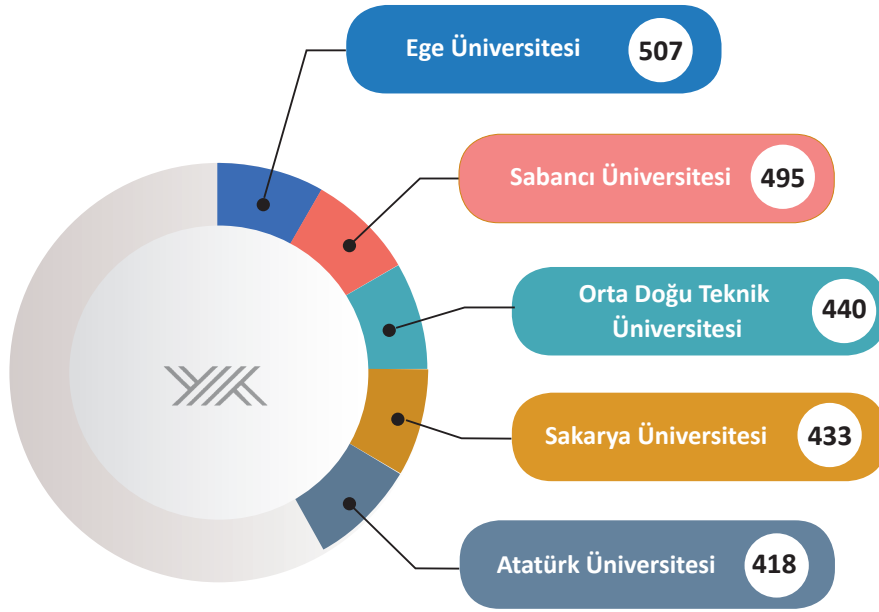 Ege Üniversitesi 507
Sabancı Üniversitesi 495
Orta Doğu Teknik
Üniversitesi 440
Sakarya Üniversitesi 433
Atatürk Üniversitesi 418